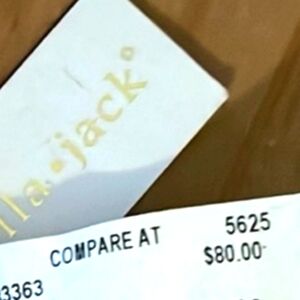 lla•jack°
COMPARE AT 5625
$80.00
3363